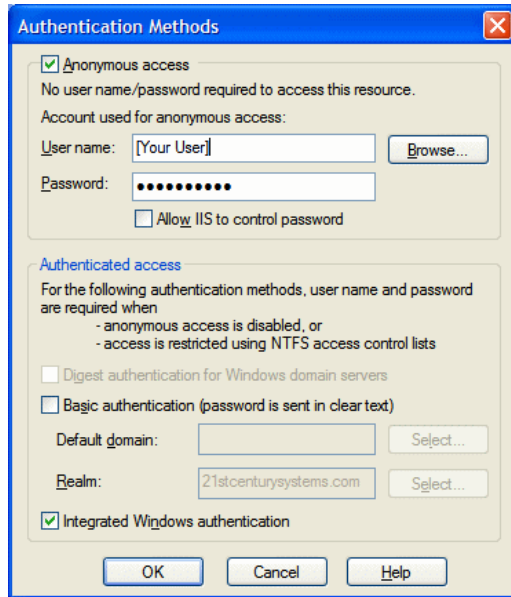 Authentication Methods
Anonymous access
No user name/password required to access this resource.
Account used for anonymous access:
User name: [Your User] Browse...
Password: ••••••••••
Allow IIS to control password
Authenticated access
For the following authentication methods, user name and password
are required when
- anonymous access is disabled, or
- access is restricted using NTFS access control lists
Digest authentication for Windows domain servers
Basic authentication (password is sent in clear text)
Default domain: Select...
Realm: 21stcenturysystems.com Select...
Integrated Windows authentication
OK Cancel Help